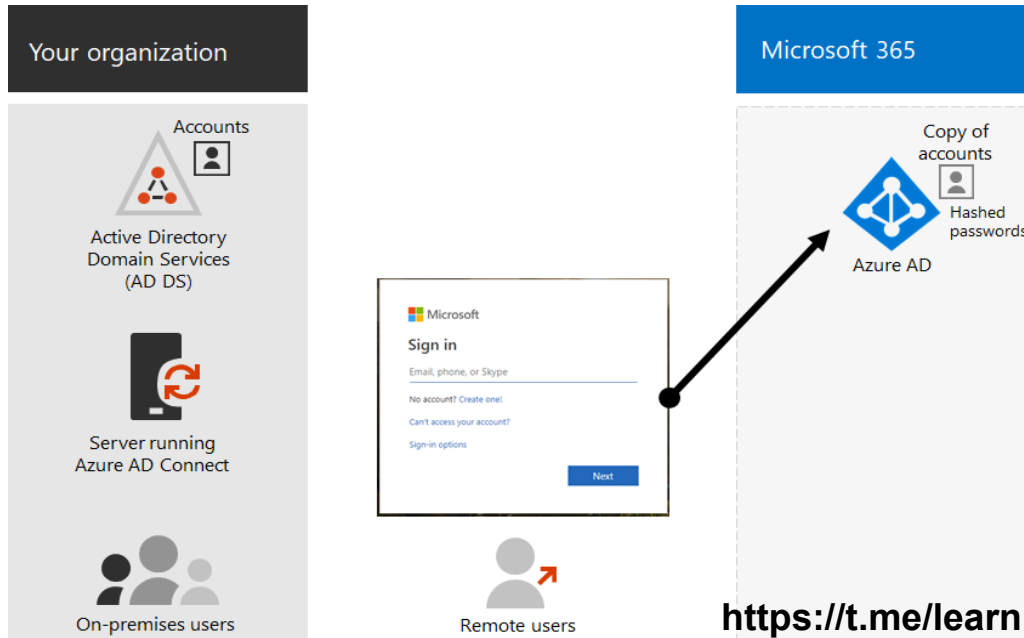 Your organization
Accounts
Active Directory
Domain Services
(AD DS)
Server running
Azure AD Connect
On-premises users
Microsoft
Sign in
Email, phone, or Skype
No account? Create one!
Can't access your account?
Sign-in options
Next
Remote users
Microsoft 365
Copy of
accounts
Hashed
passwords
Azure AD
https://t.me/learn